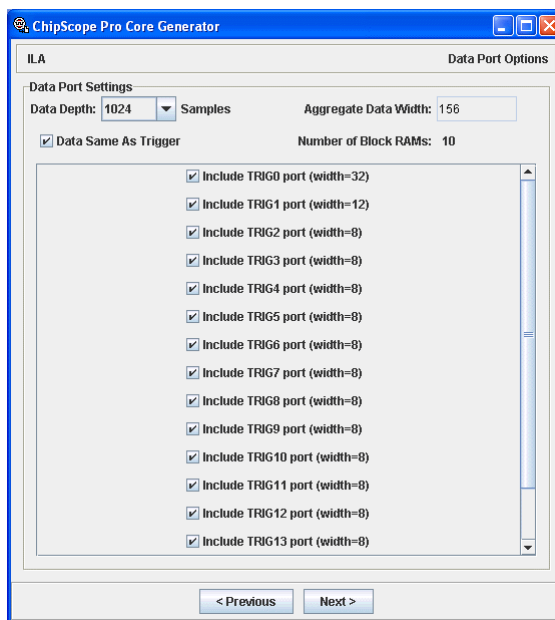 ChipScope Pro Core Generator
ILA Data Port Options
Data Port Settings
Data Depth: 1024 Samples Aggregate Data Width: 156
Data Same As Trigger Number of Block RAMs: 10
Include TRIG0 port (width=32)
Include TRIG1 port (width=12)
Include TRIG2 port (width=8)
Include TRIG3 port (width=8)
Include TRIG4 port (width=8)
Include TRIG5 port (width=8)
Include TRIG6 port (width=8)
Include TRIG7 port (width=8)
Include TRIG8 port (width=8)
Include TRIG9 port (width=8)
Include TRIG10 port (width=8)
Include TRIG11 port (width=8)
Include TRIG12 port (width=8)
Include TRIG13 port (width=8)
< Previous Next >